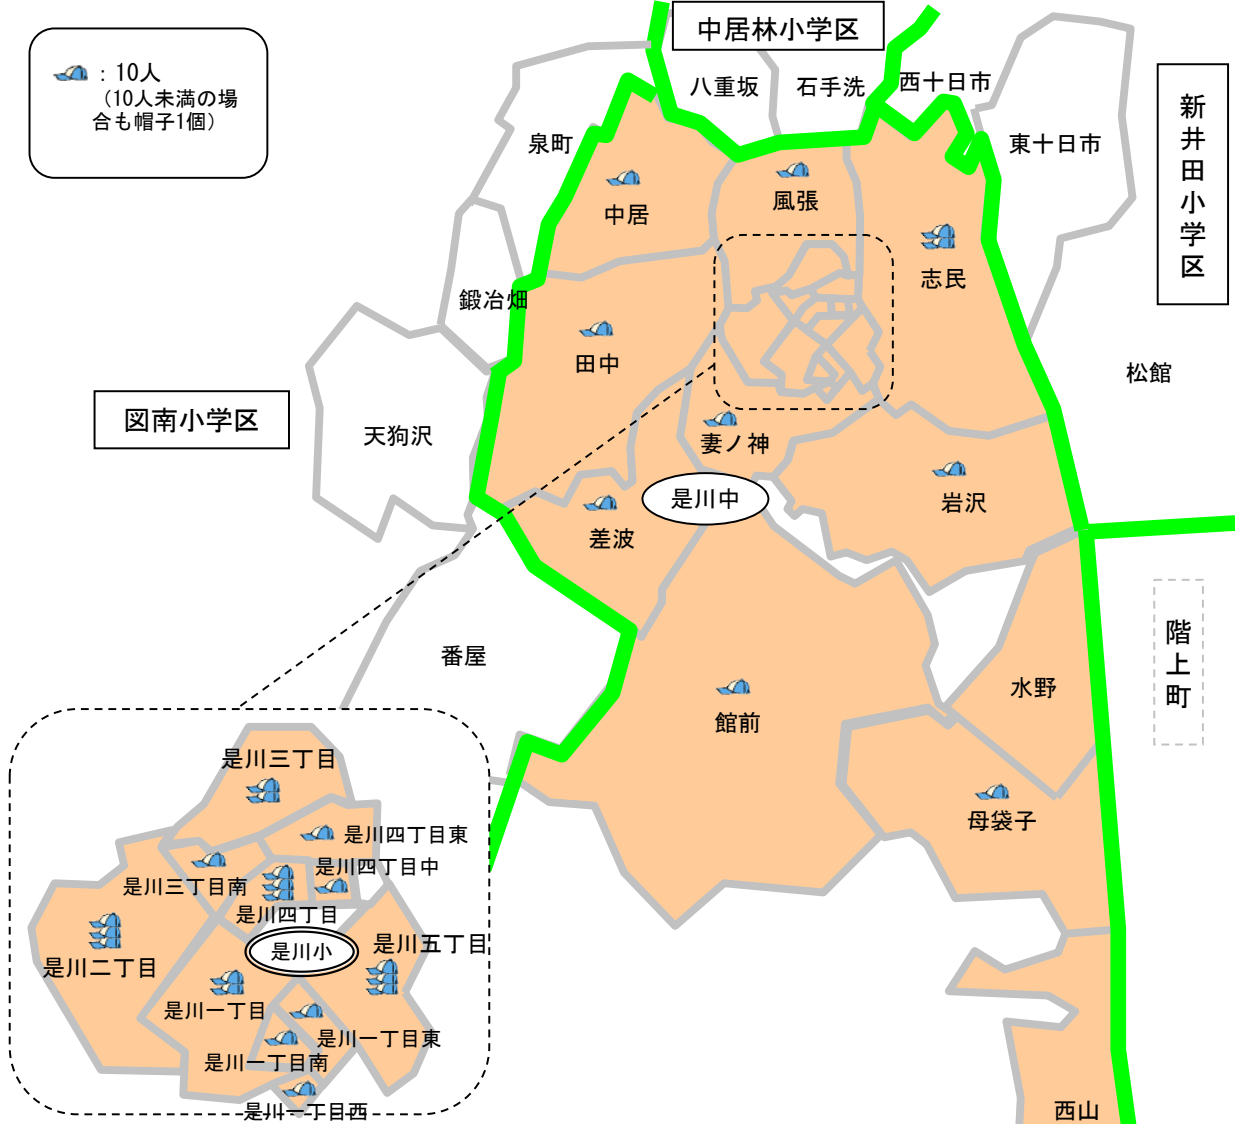 ：10人
（10人未満の場
合も帽子1個）
中居林小学区
八重坂
石手洗
西十日市
新井田小学区
泉町
東十日市
中居
風張
志民
鍛冶畑
田中
松館
図南小学区
天狗沢
妻ノ神
是川中
岩沢
差波
番屋
階上町
水野
館前
母袋子
西山
是川三丁目
是川四丁目東
是川四丁目中
是川三丁目南
是川四丁目
是川小
是川五丁目
是川二丁目
是川一丁目
是川一丁目東
是川一丁目南
是川一丁目西